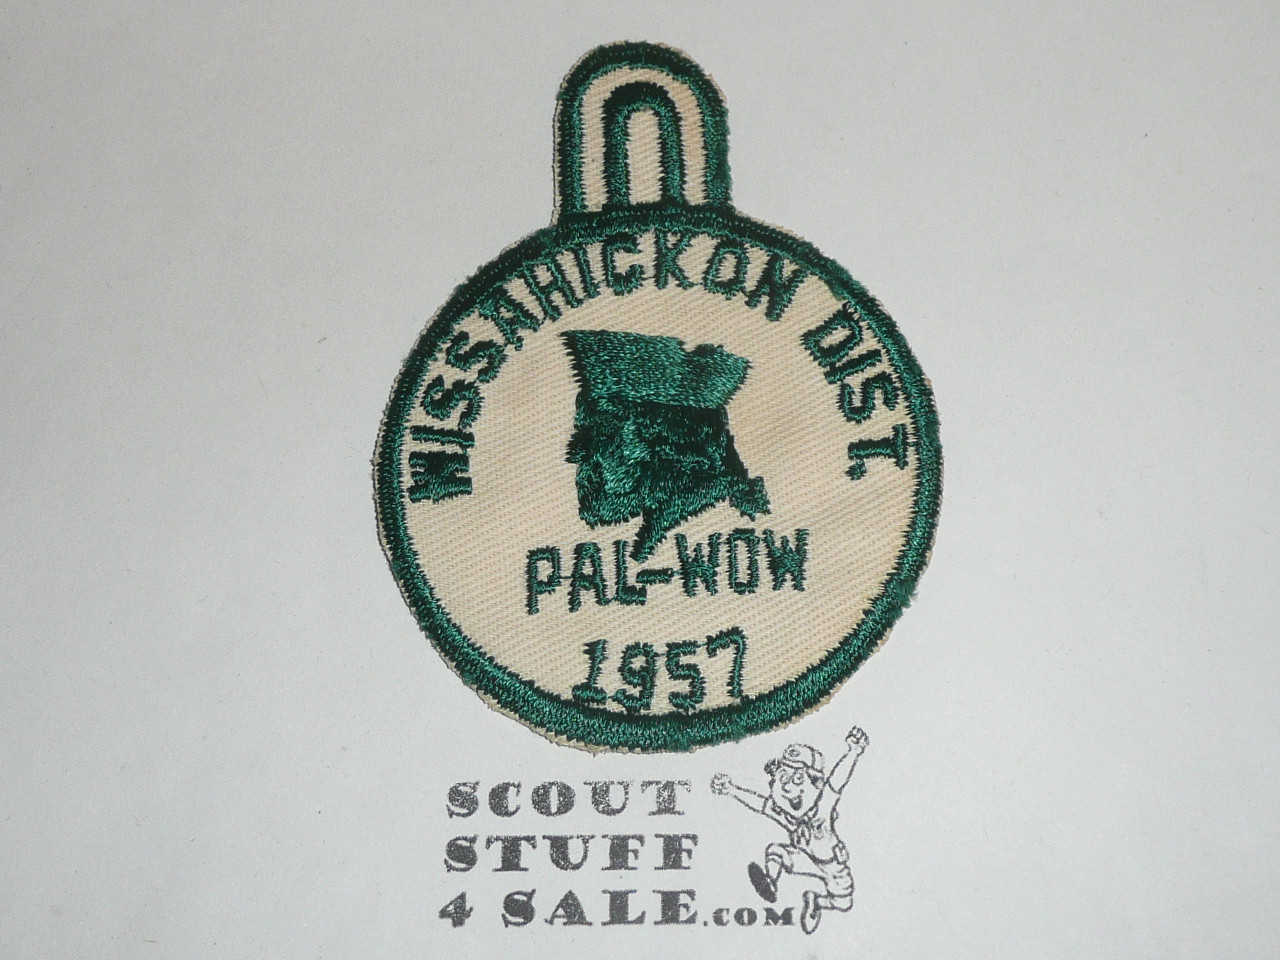 WISSAHICKON DIST.
PAL-WOW
1957
SCOUT
STUFF
4 SALE.COM